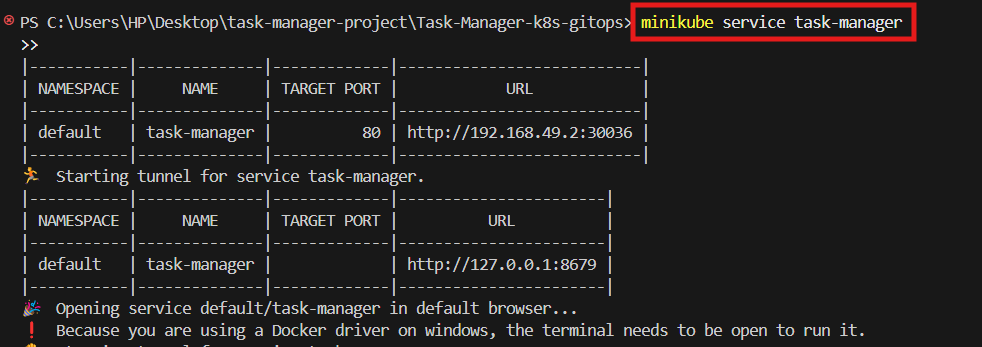 PS C:\Users\HP\Desktop\task-manager-project\Task-Manager-k8s-gitops> minikube service task-manager
>>
|-----------|--------------|-------------|---------------------------|
| NAMESPACE |     NAME     | TARGET PORT |            URL            |
|-----------|--------------|-------------|---------------------------|
| default   | task-manager |          80 | http://192.168.49.2:30036 |
|-----------|--------------|-------------|---------------------------|
🏃  Starting tunnel for service task-manager.
|-----------|--------------|-------------|-----------------------|
| NAMESPACE |     NAME     | TARGET PORT |          URL          |
|-----------|--------------|-------------|-----------------------|
| default   | task-manager |             | http://127.0.0.1:8679 |
|-----------|--------------|-------------|-----------------------|
🎉  Opening service default/task-manager in default browser...
❗  Because you are using a Docker driver on windows, the terminal needs to be open to run it.